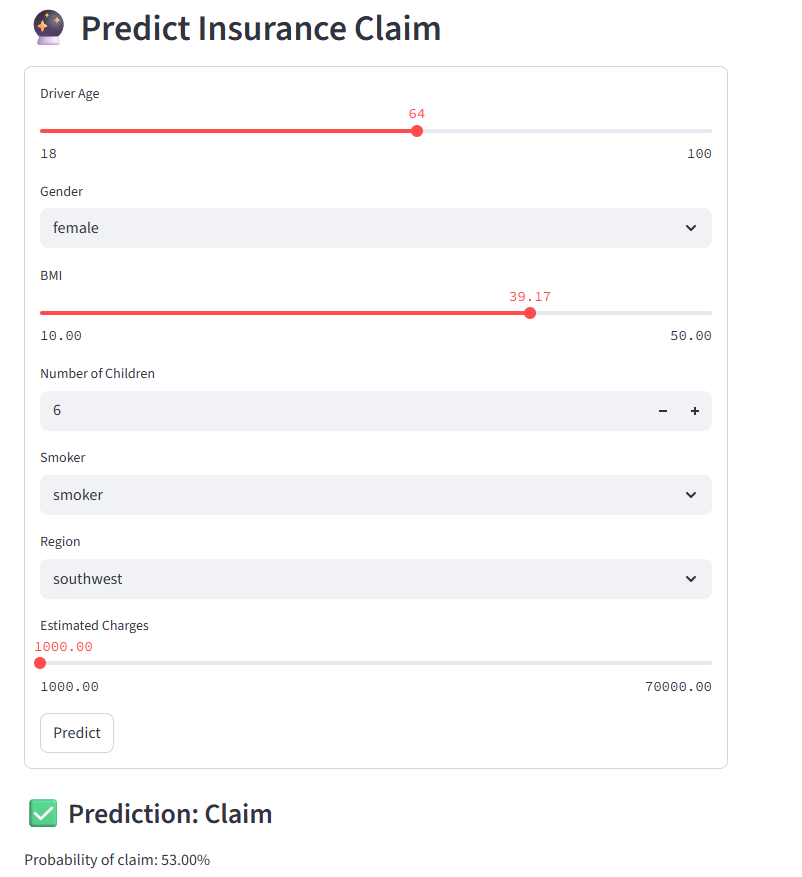 Predict Insurance Claim
Driver Age
64
18 100
Gender
female
BMI
39.17
10.00 50.00
Number of Children
6 − +
Smoker
smoker
Region
southwest
Estimated Charges
1000.00
1000.00 70000.00
Predict
Prediction: Claim
Probability of claim: 53.00%